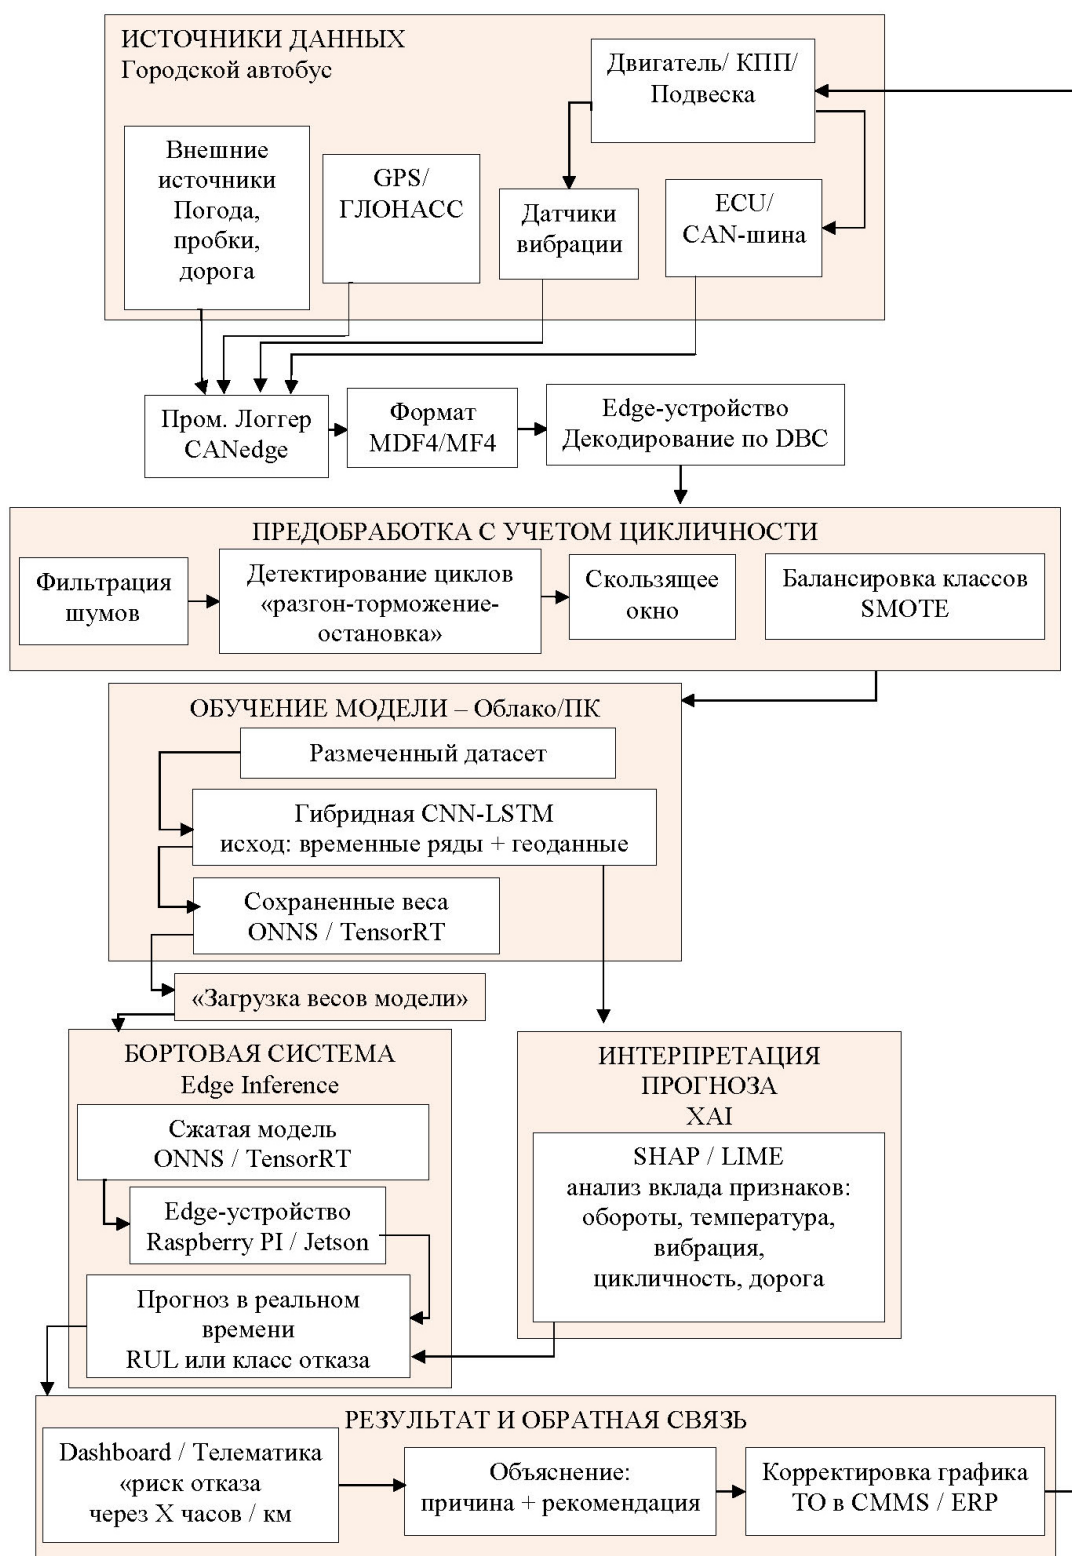 ИСТОЧНИКИ ДАННЫХ
Городской автобус
Двигатель/ КПП/
Подвеска
Внешние
источники
Погода,
пробки,
дорога
GPS/
ГЛОНАСС
Датчики
вибрации
ECU/
CAN-шина
Пром. Логгер
CANedge
Формат
MDF4/MF4
Edge-устройство
Декодирование по DBC
ПРЕДОБРАБОТКА С УЧЕТОМ ЦИКЛИЧНОСТИ
Фильтрация
шумов
Детектирование циклов
«разгон-торможение-
остановка»
Скользящее
окно
Балансировка классов
SMOTE
ОБУЧЕНИЕ МОДЕЛИ – Облако/ПК
Размеченный датасет
Гибридная CNN-LSTM
исход: временные ряды + геоданные
Сохраненные веса
ONNS / TensorRT
«Загрузка весов модели»
БОРТОВАЯ СИСТЕМА
Edge Inference
Сжатая модель
ONNS / TensorRT
Edge-устройство
Raspberry PI / Jetson
Прогноз в реальном
времени
RUL или класс отказа
ИНТЕРПРЕТАЦИЯ
ПРОГНОЗА
XAI
SHAP / LIME
анализ вклада признаков:
обороты, температура,
вибрация,
цикличность, дорога
РЕЗУЛЬТАТ И ОБРАТНАЯ СВЯЗЬ
Dashboard / Телематика
«риск отказа
через X часов / км
Объяснение:
причина + рекомендация
Корректировка графика
ТО в CMMS / ERP